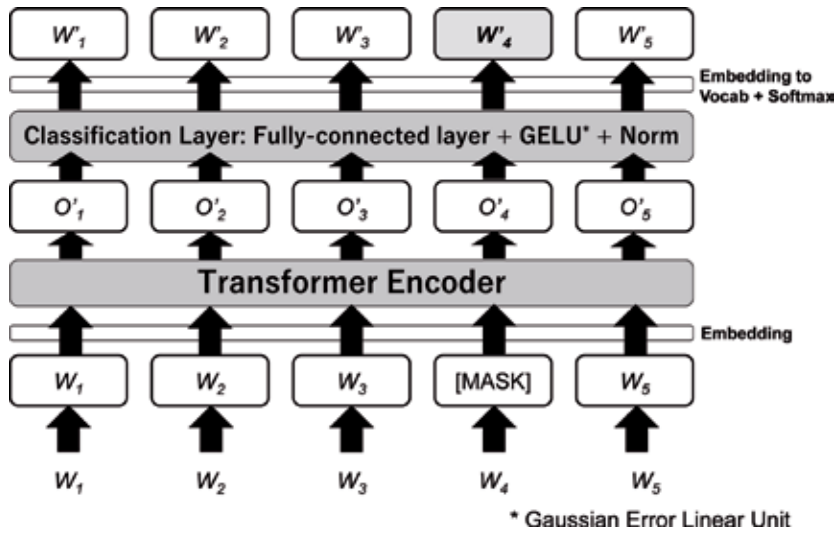 W'1 W'2 W'3 W'4 W'5
Embedding to
Vocab + Softmax
Classification Layer: Fully-connected layer + GELU* + Norm
O'1 O'2 O'3 O'4 O'5
Transformer Encoder
Embedding
W1 W2 W3 [MASK] W5
W1 W2 W3 W4 W5
* Gaussian Error Linear Unit